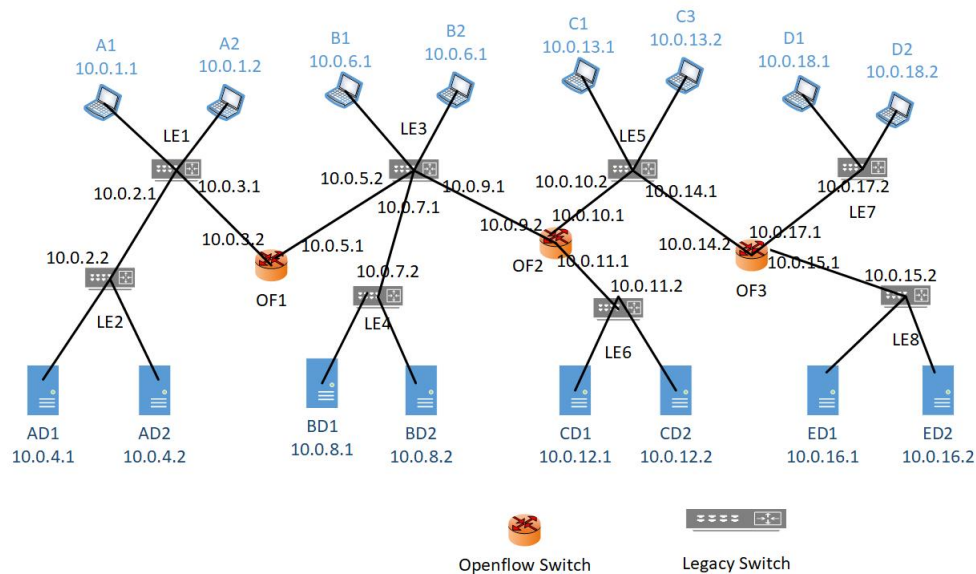 A1
10.0.1.1
A2
10.0.1.2
B1
10.0.6.1
B2
10.0.6.2
C1
10.0.13.1
C3
10.0.13.2
D1
10.0.18.1
D2
10.0.18.2
LE1
LE3
LE5
10.0.2.1
10.0.3.1
10.0.5.2
10.0.7.1
10.0.9.1
10.0.10.2
10.0.14.1
10.0.17.2
LE7
10.0.3.2
10.0.5.1
10.0.9.2
10.0.10.1
10.0.14.2
10.0.17.1
10.0.2.2
OF1
10.0.7.2
OF2
10.0.11.1
10.0.11.2
OF3
10.0.15.1
10.0.15.2
LE2
LE4
LE6
LE8
AD1
10.0.4.1
AD2
10.0.4.2
BD1
10.0.8.1
BD2
10.0.8.2
CD1
10.0.12.1
CD2
10.0.12.2
ED1
10.0.16.1
ED2
10.0.16.2
Openflow Switch
Legacy Switch